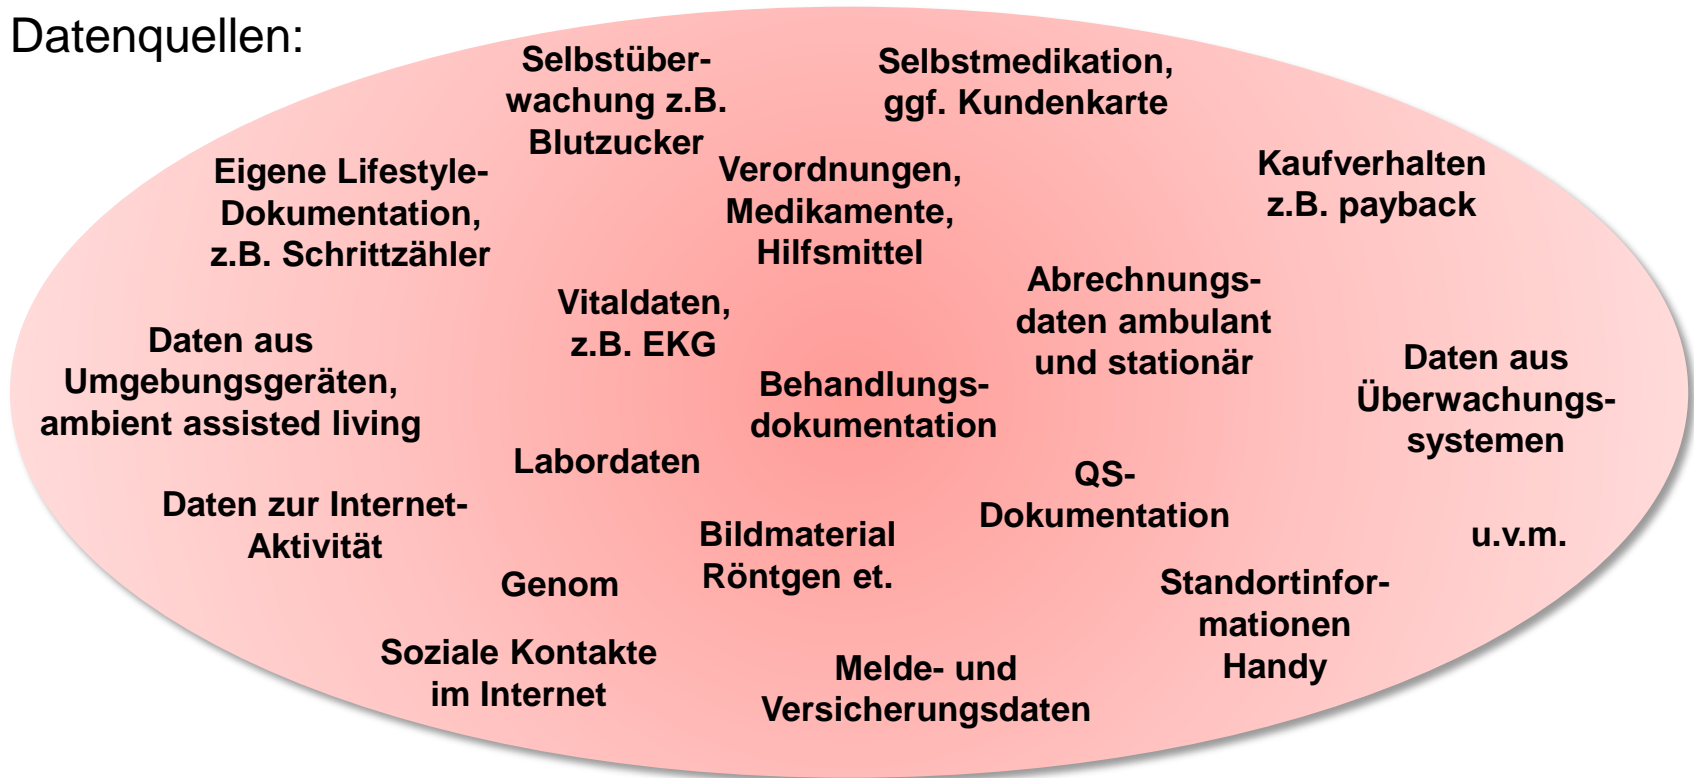 Datenquellen:
Selbstüber-
wachung z.B.
Blutzucker
Selbstmedikation,
ggf. Kundenkarte
Eigene Lifestyle-
Dokumentation,
z.B. Schrittzähler
Verordnungen,
Medikamente,
Hilfsmittel
Kaufverhalten
z.B. payback
Vitaldaten,
z.B. EKG
Abrechnungs-
daten ambulant
und stationär
Daten aus
Umgebungsgeräten,
ambient assisted living
Behandlungs-
dokumentation
Daten aus
Überwachungs-
systemen
Labordaten
QS-
Dokumentation
Daten zur Internet-
Aktivität
Bildmaterial
Röntgen et.
u.v.m.
Genom
Standortinfor-
mationen
Handy
Soziale Kontakte
im Internet
Melde- und
Versicherungsdaten